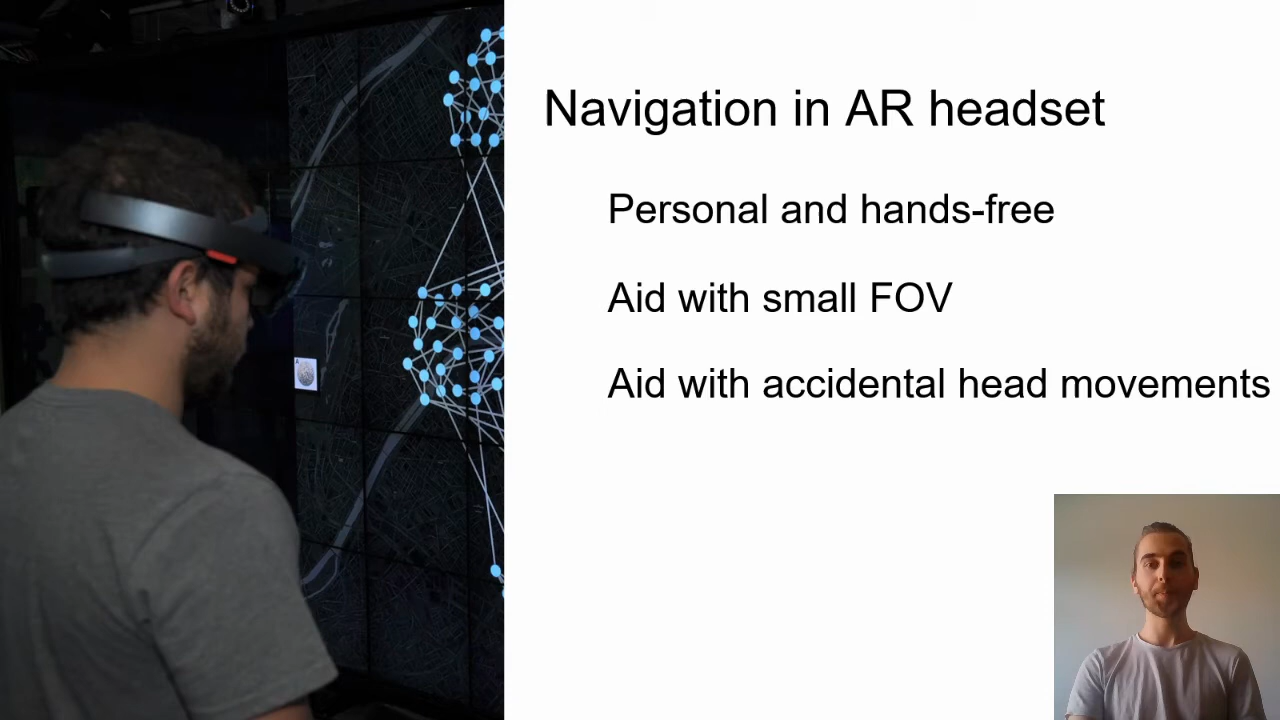 Navigation in AR headset
Personal and hands-free
Aid with small FOV
Aid with accidental head movements